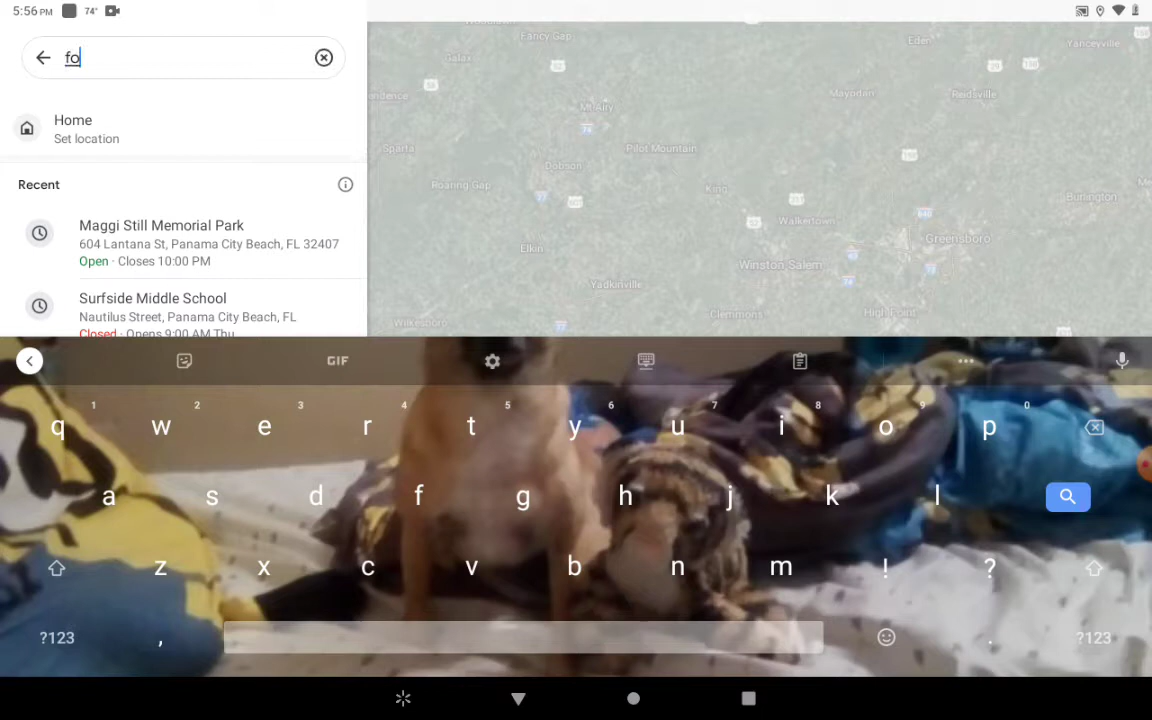 5:56 PM 74°
fo
Home
Set location
Recent
Maggi Still Memorial Park
604 Lantana St, Panama City Beach, FL 32407
Open · Closes 10:00 PM
Surfside Middle School
Nautilus Street, Panama City Beach, FL
Closed · Opens 9:00 AM Thu
Fancy Gap
Eden
Yanceyville
Galax
Mayodan
Reidsville
Mt Airy
Sparta
Pilot Mountain
Dobson
Roaring Gap
King
Burlington
Walkertown
Greensboro
Elkin
Winston Salem
Yadkinville
Clemmons
High Point
Wilkesboro
GIF
1 2 3 4 5 6 7 8 9 0
q w e r t y u i o p
a s d f g h j k l
z x c v b n m ! ?
?123 , . ?123